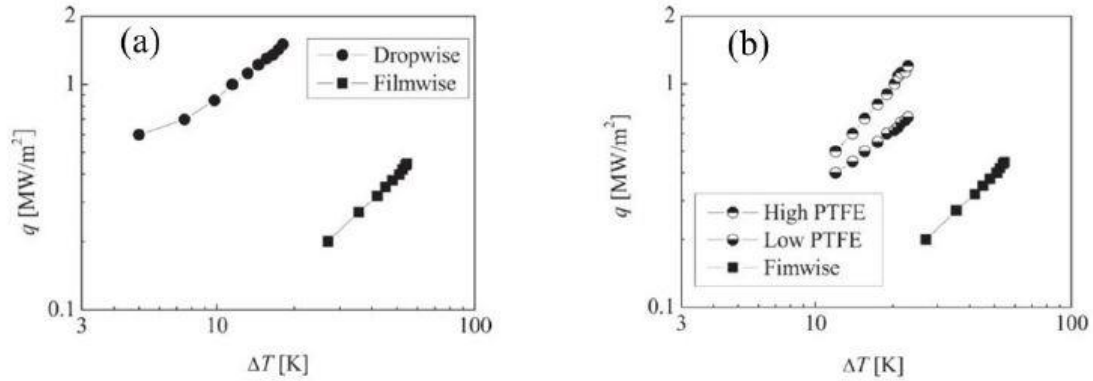 (a)
2
1
0.1
q [MW/m²]
Dropwise
Filmwise
3
10
100
ΔT [K]
(b)
2
1
0.1
q [MW/m²]
High PTFE
Low PTFE
Fimwise
3
10
100
ΔT [K]